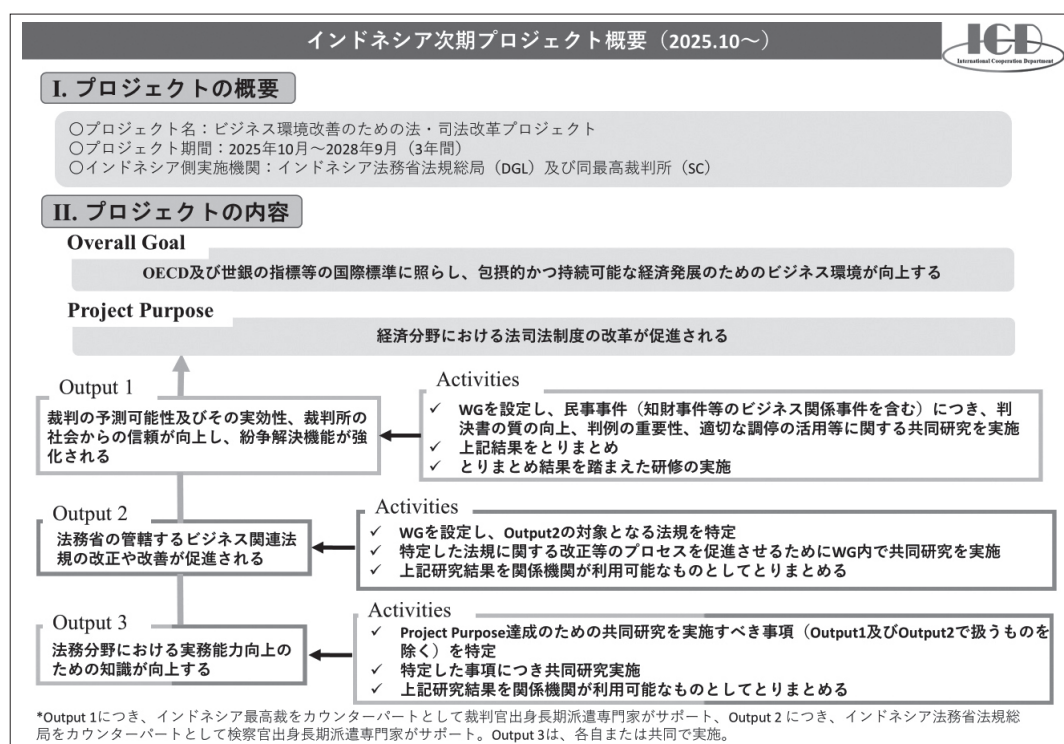 インドネシア次期プロジェクト概要（2025.10～）
ICD
International Cooperation Department
I. プロジェクトの概要
〇プロジェクト名：ビジネス環境改善のための法・司法改革プロジェクト
〇プロジェクト期間：2025年10月～2028年9月（3年間）
〇インドネシア側実施機関：インドネシア法務省法規総局（DGL）及び同最高裁判所（SC）
II. プロジェクトの内容
Overall Goal
OECD及び世銀の指標等の国際標準に照らし、包摂的かつ持続可能な経済発展のためのビジネス環境が向上する
Project Purpose
経済分野における法司法制度の改革が促進される
Output 1
裁判の予測可能性及びその実効性、裁判所の
社会からの信頼が向上し、紛争解決機能が強
化される
Activities
✓ WGを設定し、民事事件（知財事件等のビジネス関係事件を含む）につき、判
決書の質の向上、判例の重要性、適切な調停の活用等に関する共同研究を実施
✓ 上記結果をとりまとめ
✓ とりまとめ結果を踏まえた研修の実施
Output 2
法務省の管轄するビジネス関連法
規の改正や改善が促進される
Activities
✓ WGを設定し、Output2の対象となる法規を特定
✓ 特定した法規に関する改正等のプロセスを促進させるためにWG内で共同研究を実施
✓ 上記研究結果を関係機関が利用可能なものとしてとりまとめる
Output 3
法務分野における実務能力向上の
ための知識が向上する
Activities
✓ Project Purpose達成のための共同研究を実施すべき事項（Output1及びOutput2で扱うものを
除く）を特定
✓ 特定した事項につき共同研究実施
✓ 上記研究結果を関係機関が利用可能なものとしてとりまとめる
*Output 1につき、インドネシア最高裁をカウンターパートとして裁判官出身長期派遣専門家がサポート、Output 2 につき、インドネシア法務省法規総
局をカウンターパートとして検察官出身長期派遣専門家がサポート。Output 3は、各自または共同で実施。